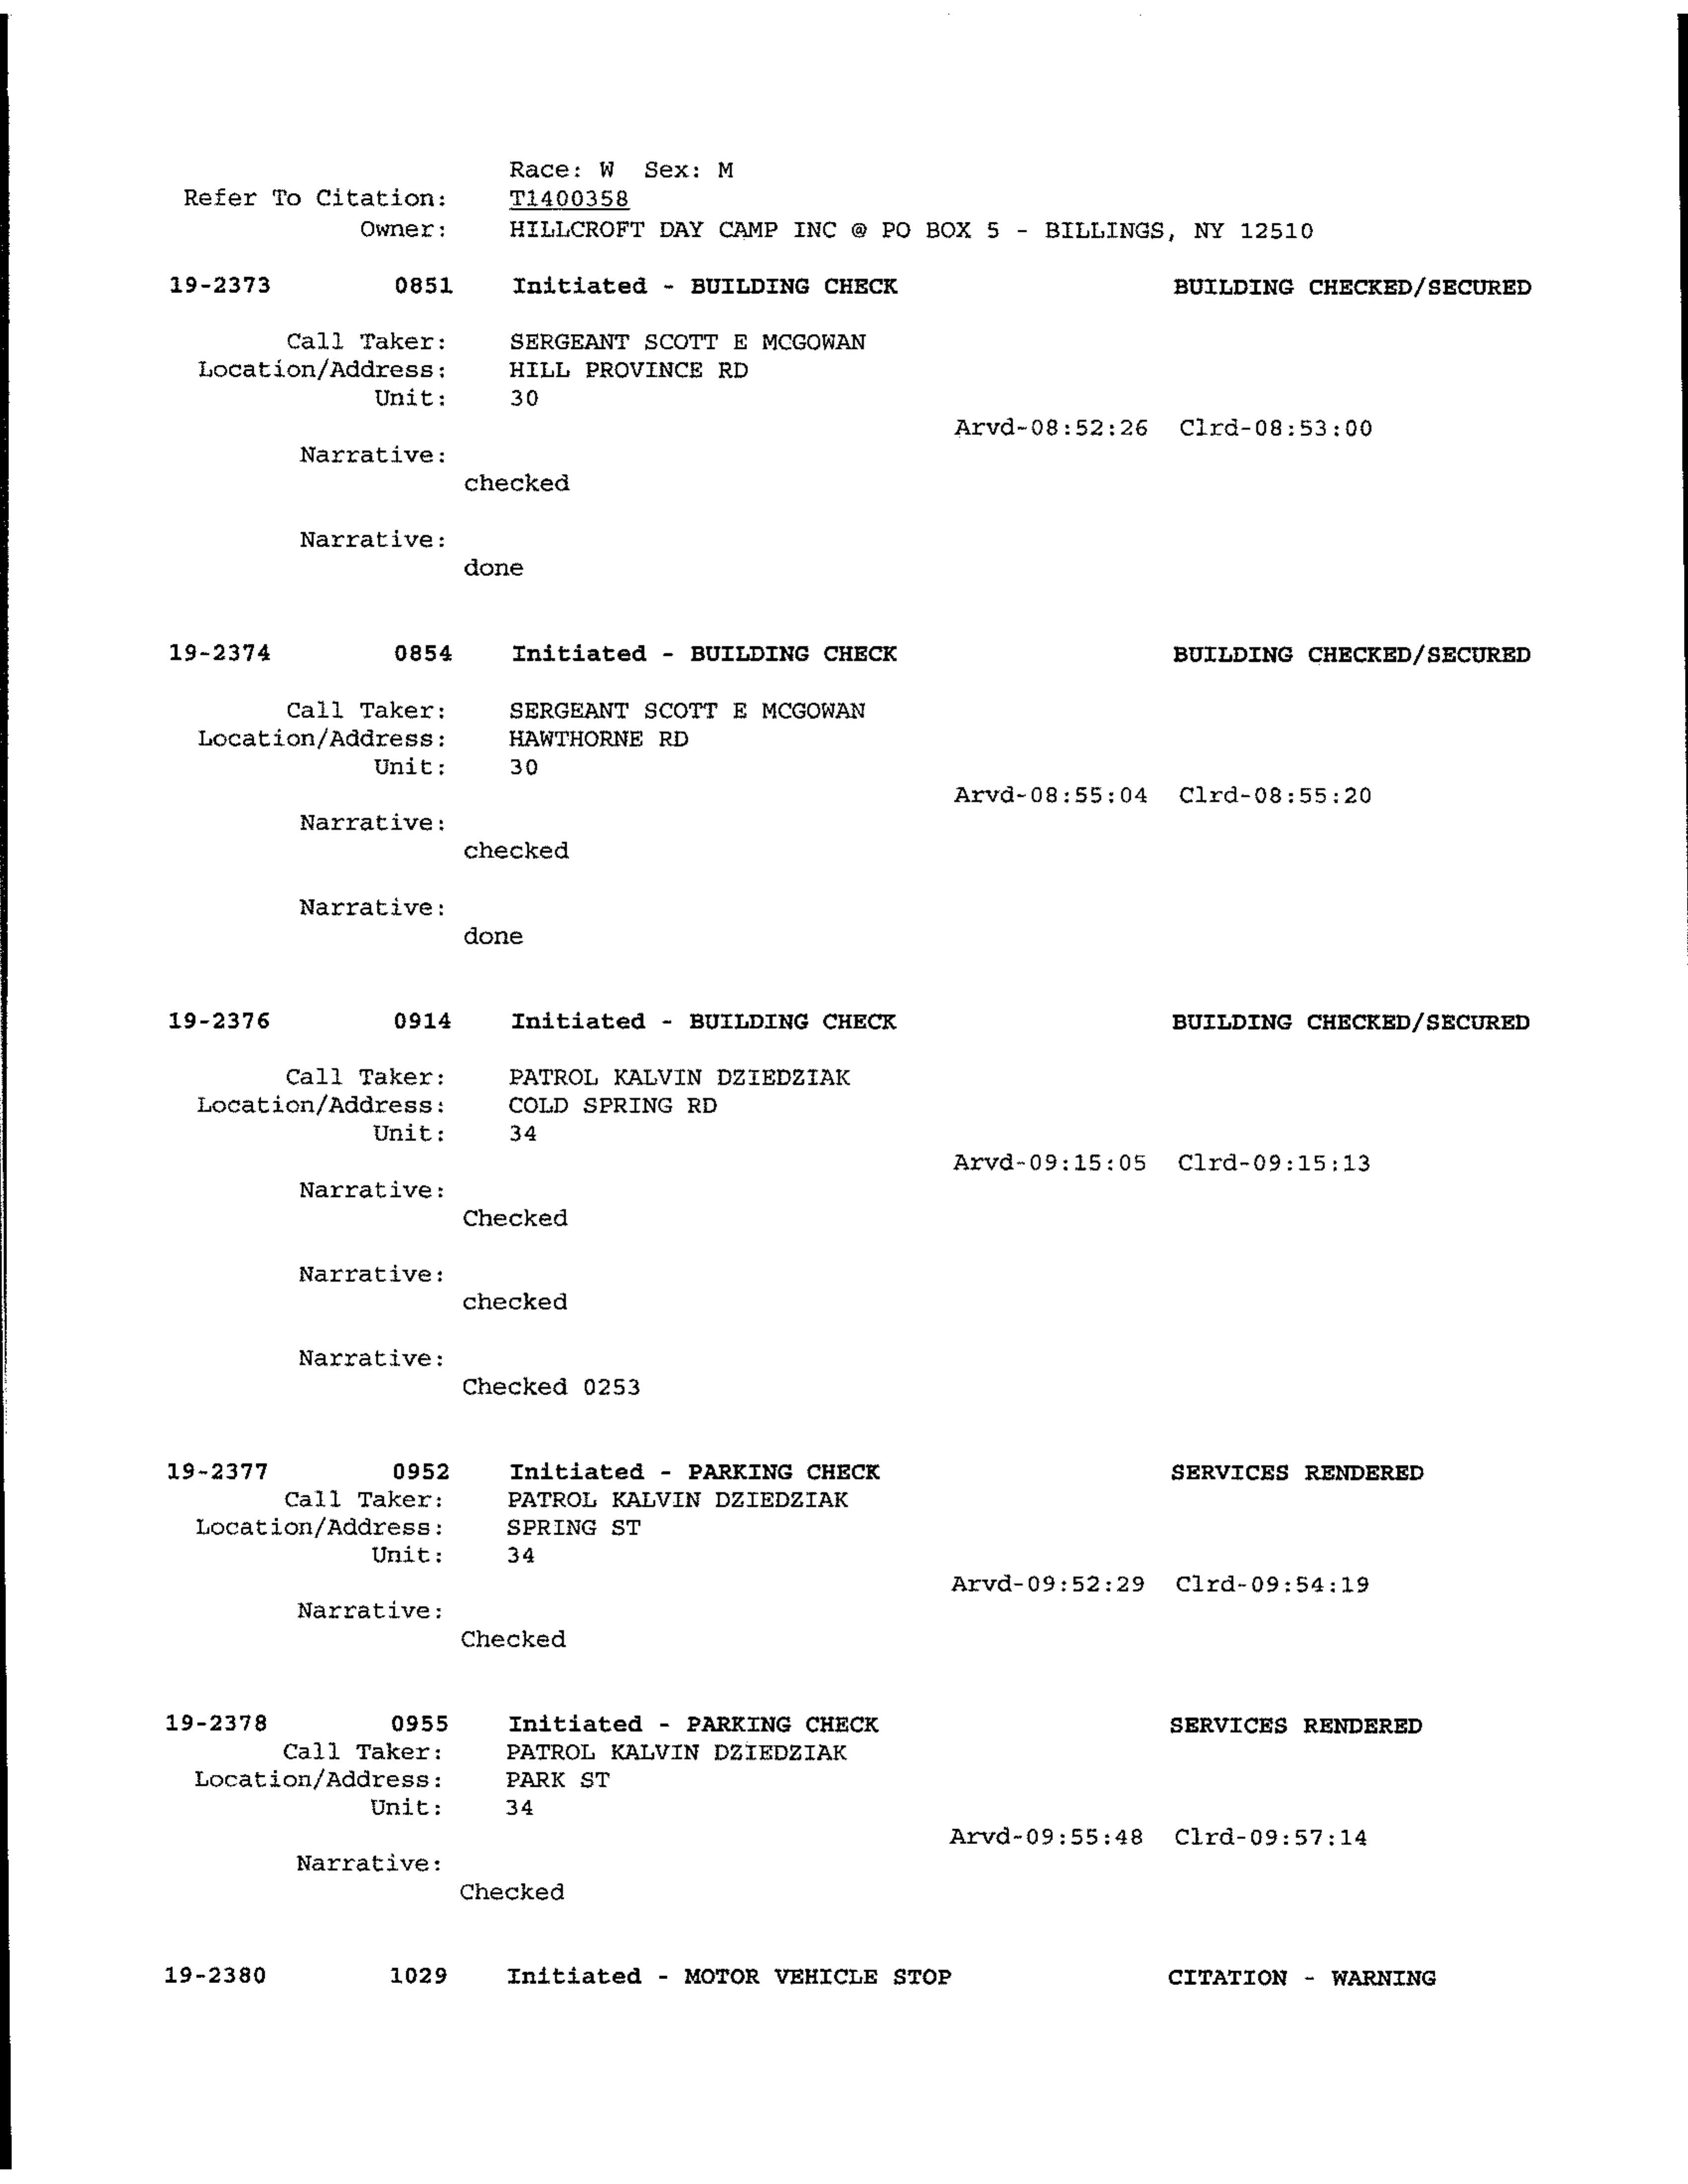 Race: W Sex: M
Refer To Citation: T1400358
Owner: HILLCROFT DAY CAMP INC @ PO BOX 5 - BILLINGS, NY 12510
19-2373 0851 Initiated - BUILDING CHECK BUILDING CHECKED/SECURED
Call Taker: SERGEANT SCOTT E MCGOWAN
Location/Address: HILL PROVINCE RD
Unit: 30
Arvd-08:52:26 Clrd-08:53:00
Narrative:
checked
Narrative:
done
19-2374 0854 Initiated - BUILDING CHECK BUILDING CHECKED/SECURED
Call Taker: SERGEANT SCOTT E MCGOWAN
Location/Address: HAWTHORNE RD
Unit: 30
Arvd-08:55:04 Clrd-08:55:20
Narrative:
checked
Narrative:
done
19-2376 0914 Initiated - BUILDING CHECK BUILDING CHECKED/SECURED
Call Taker: PATROL KALVIN DZIEDZIAK
Location/Address: COLD SPRING RD
Unit: 34
Arvd-09:15:05 Clrd-09:15:13
Narrative:
Checked
Narrative:
checked
Narrative:
Checked 0253
19-2377 0952 Initiated - PARKING CHECK SERVICES RENDERED
Call Taker: PATROL KALVIN DZIEDZIAK
Location/Address: SPRING ST
Unit: 34
Arvd-09:52:29 Clrd-09:54:19
Narrative:
Checked
19-2378 0955 Initiated - PARKING CHECK SERVICES RENDERED
Call Taker: PATROL KALVIN DZIEDZIAK
Location/Address: PARK ST
Unit: 34
Arvd-09:55:48 Clrd-09:57:14
Narrative:
Checked
19-2380 1029 Initiated - MOTOR VEHICLE STOP CITATION - WARNING